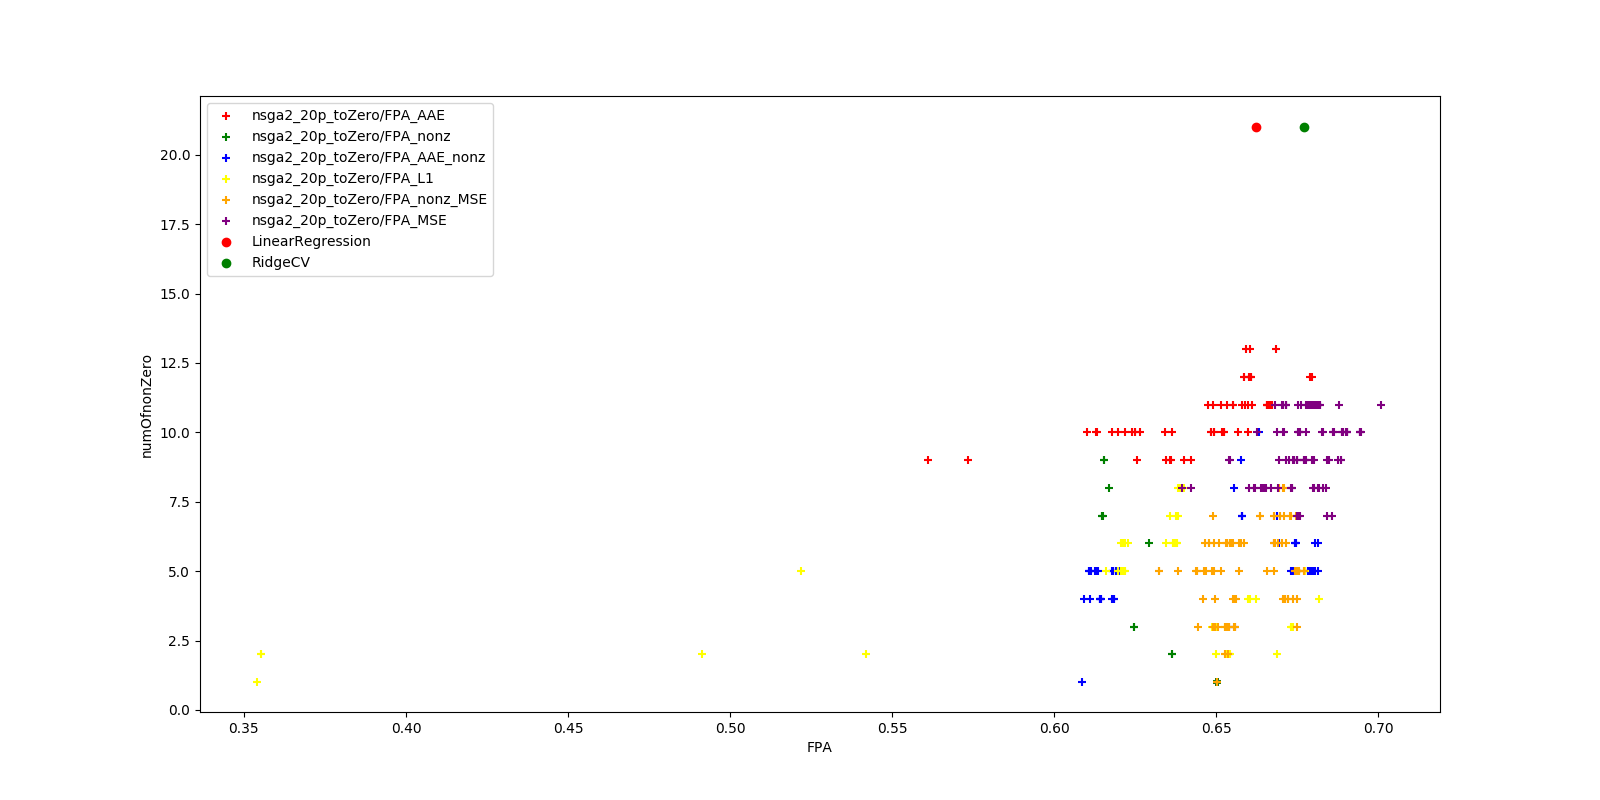 nsga2_20p_toZero/FPA_AAE
nsga2_20p_toZero/FPA_nonz
nsga2_20p_toZero/FPA_AAE_nonz
nsga2_20p_toZero/FPA_L1
nsga2_20p_toZero/FPA_nonz_MSE
nsga2_20p_toZero/FPA_MSE
LinearRegression
RidgeCV
numOfnonZero
20.0
17.5
15.0
12.5
10.0
7.5
5.0
2.5
0.0
0.35 0.40 0.45 0.50 0.55 0.60 0.65 0.70
FPA